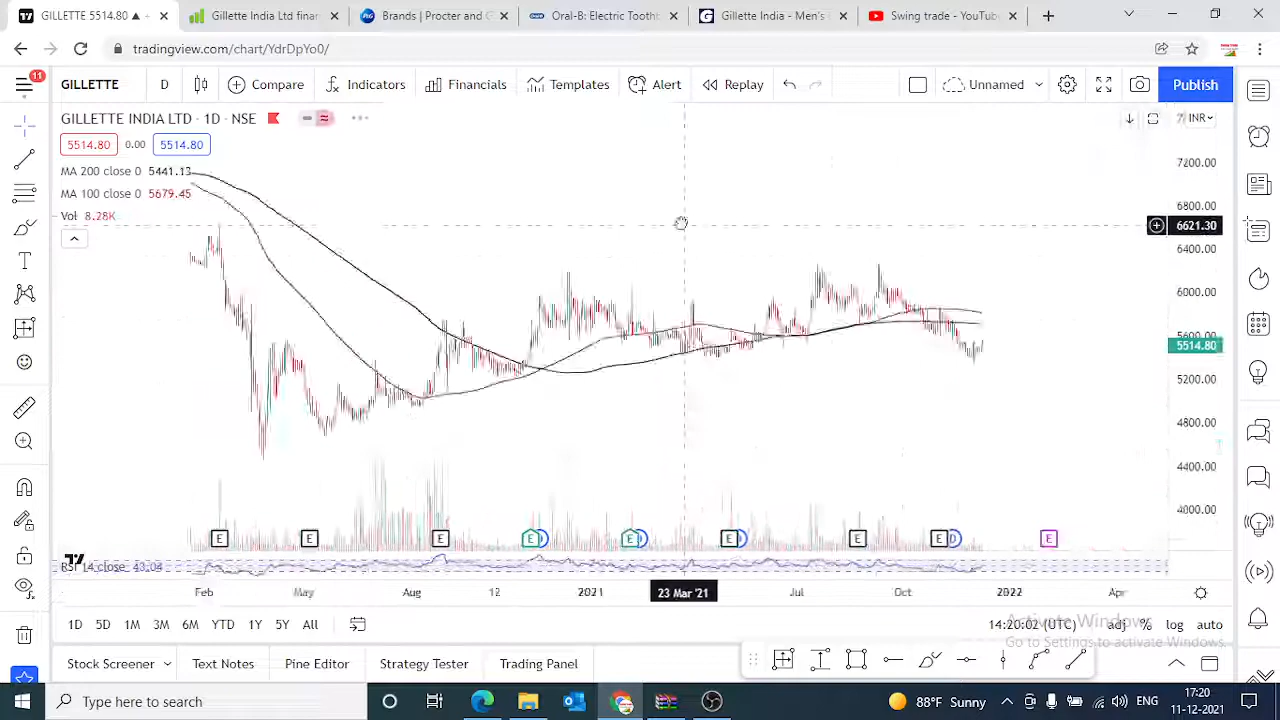 GILLETTE 5514.80 ▲
Gillette India Ltd finan
Brands | Procter and G
Oral-B: Electric Tooth
Gillette India - Men's G
Swing trade - YouTube
tradingview.com/chart/YdrDpYo0/
11
GILLETTE
D
Compare
Indicators
Financials
Templates
Alert
Replay
Unnamed
Publish
GILLETTE INDIA LTD · 1D · NSE
INR
5514.80
0.00
5514.80
MA 200 close 0 5441.13
MA 100 close 0 5679.45
Vol 8.28K
7200.00
6800.00
6621.30
6400.00
6000.00
5600.00
5514.80
5200.00
4800.00
4400.00
4000.00
E E E E D E D E D E E D E
RSI 14 close 43.04
Feb
May
Aug
12
2021
23 Mar '21
Jul
Oct
2022
Apr
1D 5D 1M 3M 6M YTD 1Y 5Y All
14:20:02 (UTC)
adj % log auto
Activate Windows
Go to Settings to activate Windows.
Stock Screener
Text Notes
Pine Editor
Strategy Tester
Trading Panel
Type here to search
88°F Sunny
ENG
17:20
11-12-2021